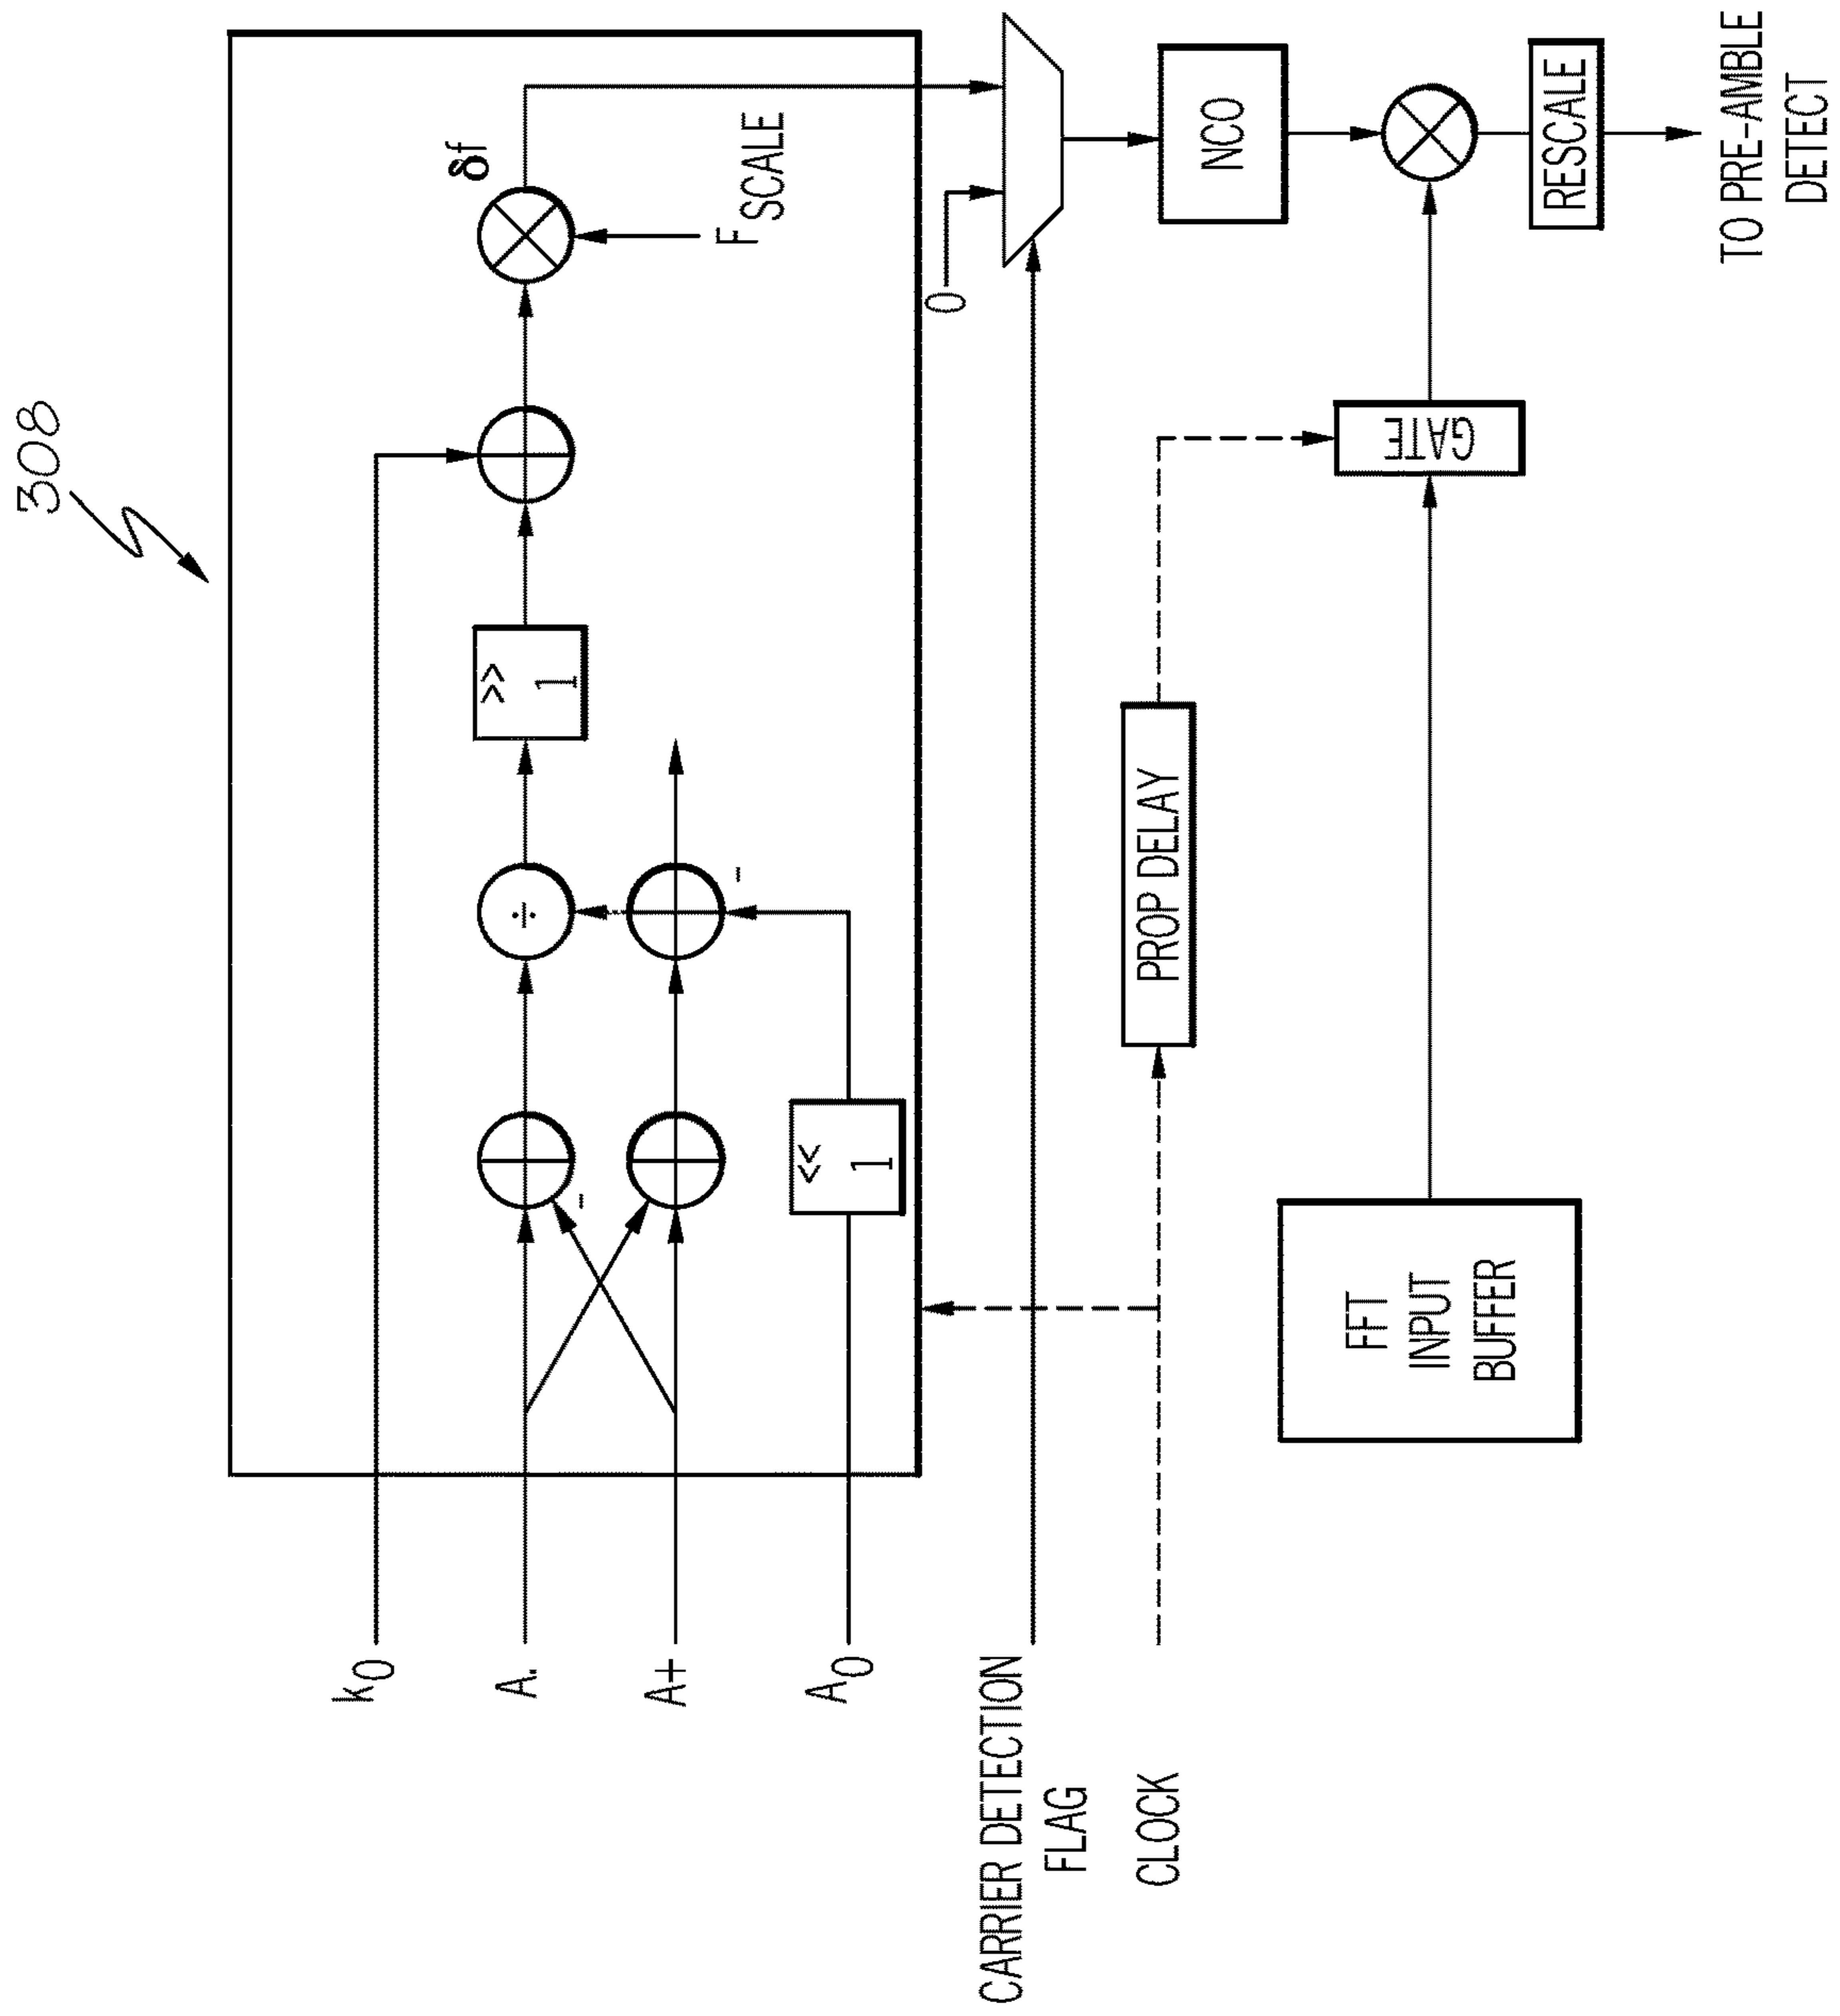 308
k0
A-
A+
A0
CARRIER DETECTION
FLAG
CLOCK
-
÷
-
<<
1
>>
1
δf
FSCALE
0
NCO
PROP DELAY
GATE
FFT
INPUT
BUFFER
RESCALE
TO PRE-AMBLE
DETECT